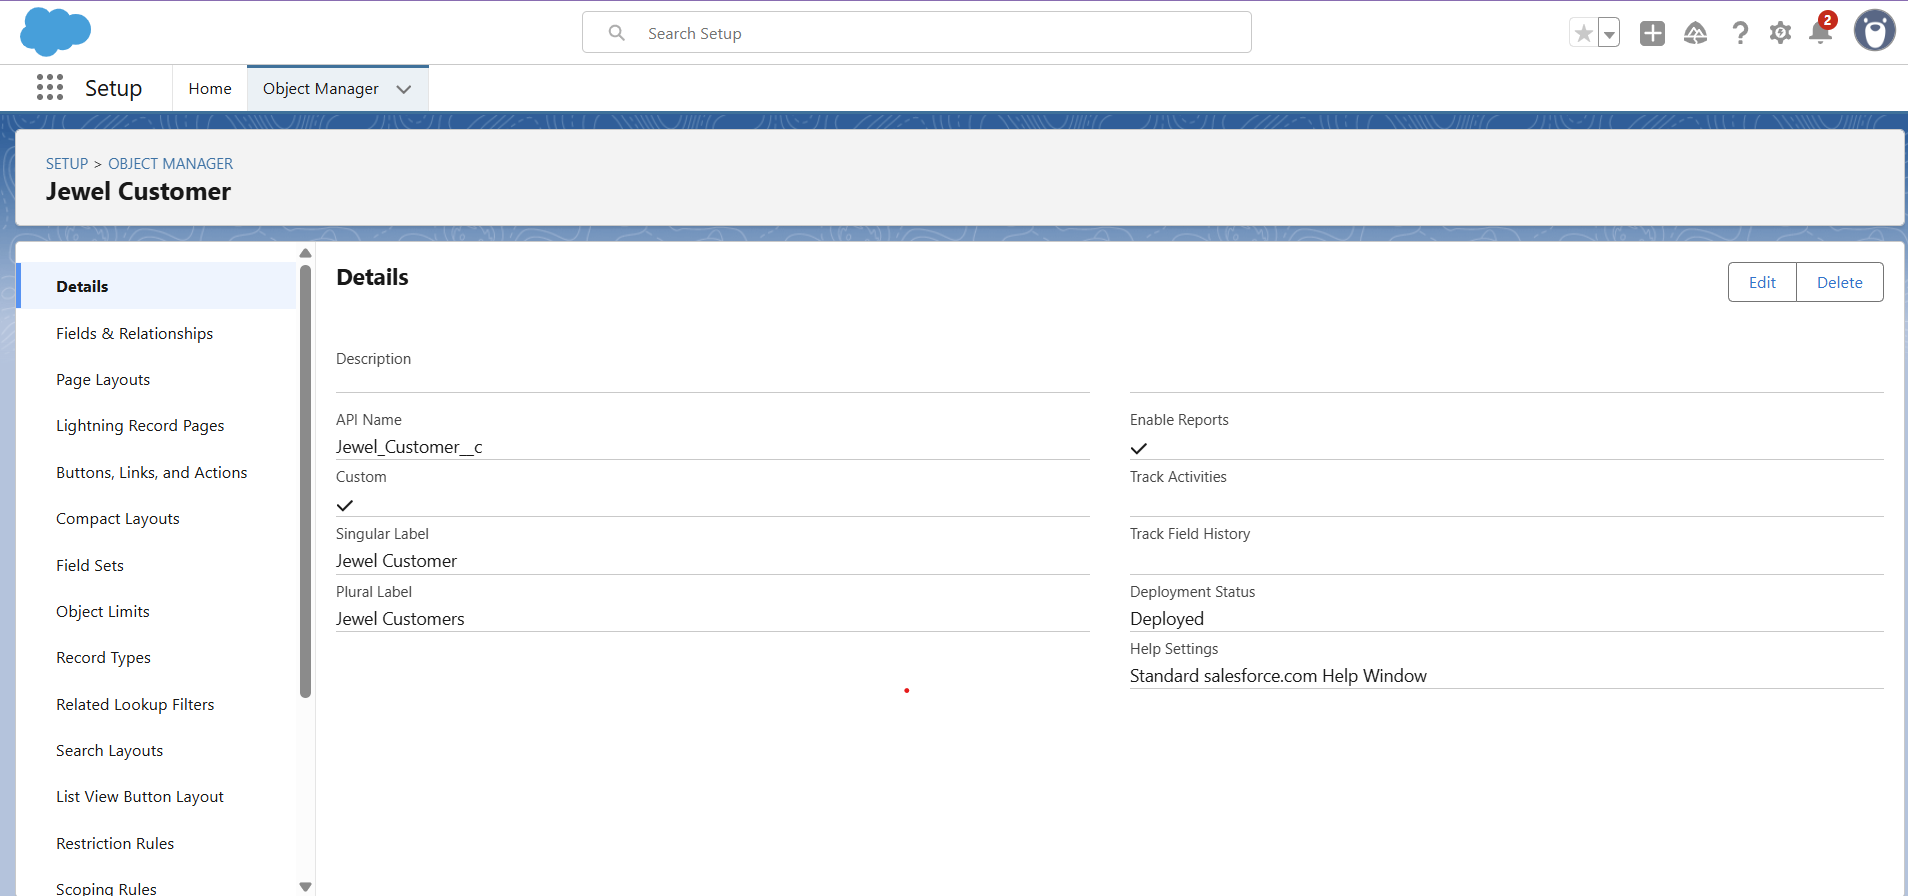 Search Setup
2
Setup
Home
Object Manager
SETUP > OBJECT MANAGER
Jewel Customer
Details
Fields & Relationships
Page Layouts
Lightning Record Pages
Buttons, Links, and Actions
Compact Layouts
Field Sets
Object Limits
Record Types
Related Lookup Filters
Search Layouts
List View Button Layout
Restriction Rules
Scoping Rules
Details
Edit
Delete
Description
API Name
Jewel_Customer__c
Custom
Singular Label
Jewel Customer
Plural Label
Jewel Customers
Enable Reports
Track Activities
Track Field History
Deployment Status
Deployed
Help Settings
Standard salesforce.com Help Window